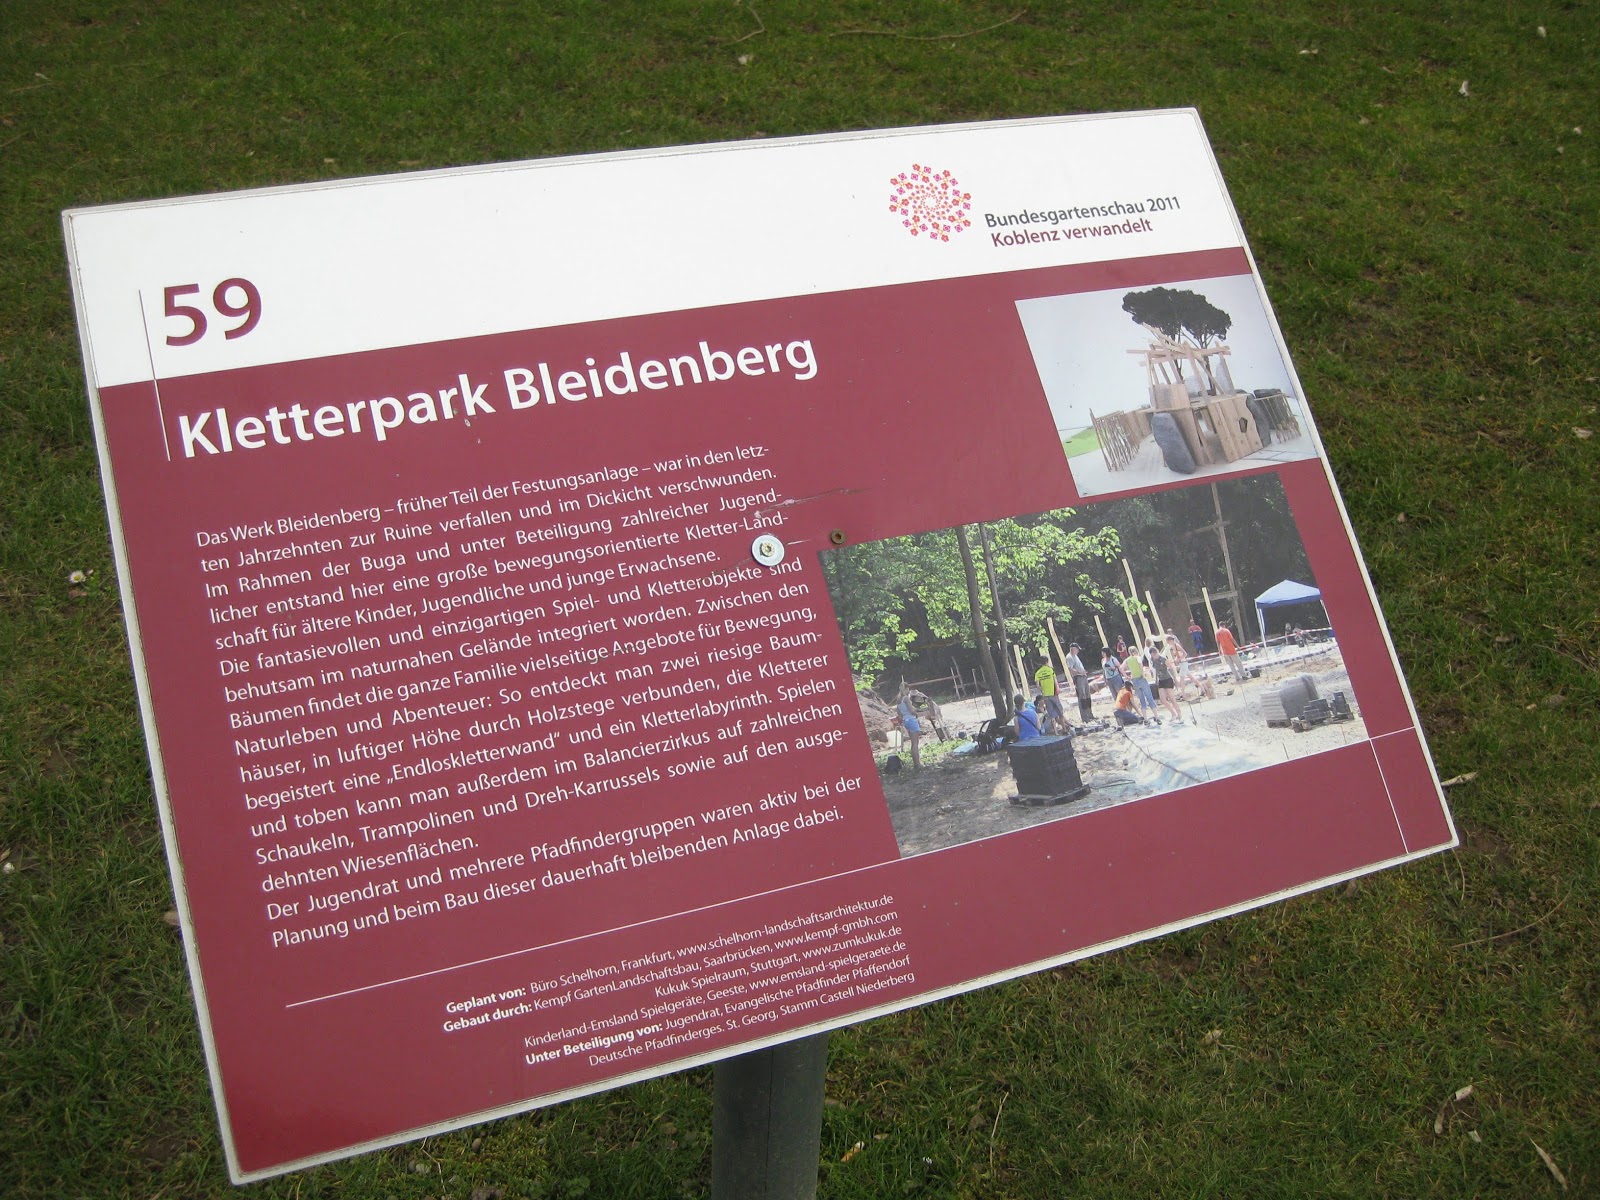 Bundesgartenschau 2011
Koblenz verwandelt
59
Kletterpark Bleidenberg
Das Werk Bleidenberg – früher Teil der Festungsanlage – war in den letz-
ten Jahrzehnten zur Ruine verfallen und im Dickicht verschwunden.
Im Rahmen der Buga und unter Beteiligung zahlreicher Jugend-
licher entstand hier eine große bewegungsorientierte Kletter-Land-
schaft für ältere Kinder, Jugendliche und junge Erwachsene.
Die fantasievollen und einzigartigen Spiel- und Kletterobjekte sind
behutsam im naturnahen Gelände integriert worden. Zwischen den
Bäumen findet die ganze Familie vielseitige Angebote für Bewegung,
Naturleben und Abenteuer: So entdeckt man zwei riesige Baum-
häuser, in luftiger Höhe durch Holzstege verbunden, die Kletterer
begeistert eine „Endloskletterwand“ und ein Kletterlabyrinth. Spielen
und toben kann man außerdem im Balancierzirkus auf zahlreichen
Schaukeln, Trampolinen und Dreh-Karrussels sowie auf den ausge-
dehnten Wiesenflächen.
Der Jugendrat und mehrere Pfadfindergruppen waren aktiv bei der
Planung und beim Bau dieser dauerhaft bleibenden Anlage dabei.
Geplant von: Büro Schelhorn, Frankfurt, www.schelhorn-landschaftsarchitektur.de
Gebaut durch: Kempf GartenLandschaftsbau, Saarbrücken, www.kempf-gmbh.com
Kukuk Spielraum, Stuttgart, www.zumkukuk.de
Kinderland-Emsland Spielgeräte, Geeste, www.emsland-spielgeraete.de
Unter Beteiligung von: Jugendrat, Evangelische Pfadfinder Pfaffendorf
Deutsche Pfadfinderges. St. Georg, Stamm Castell Niederberg